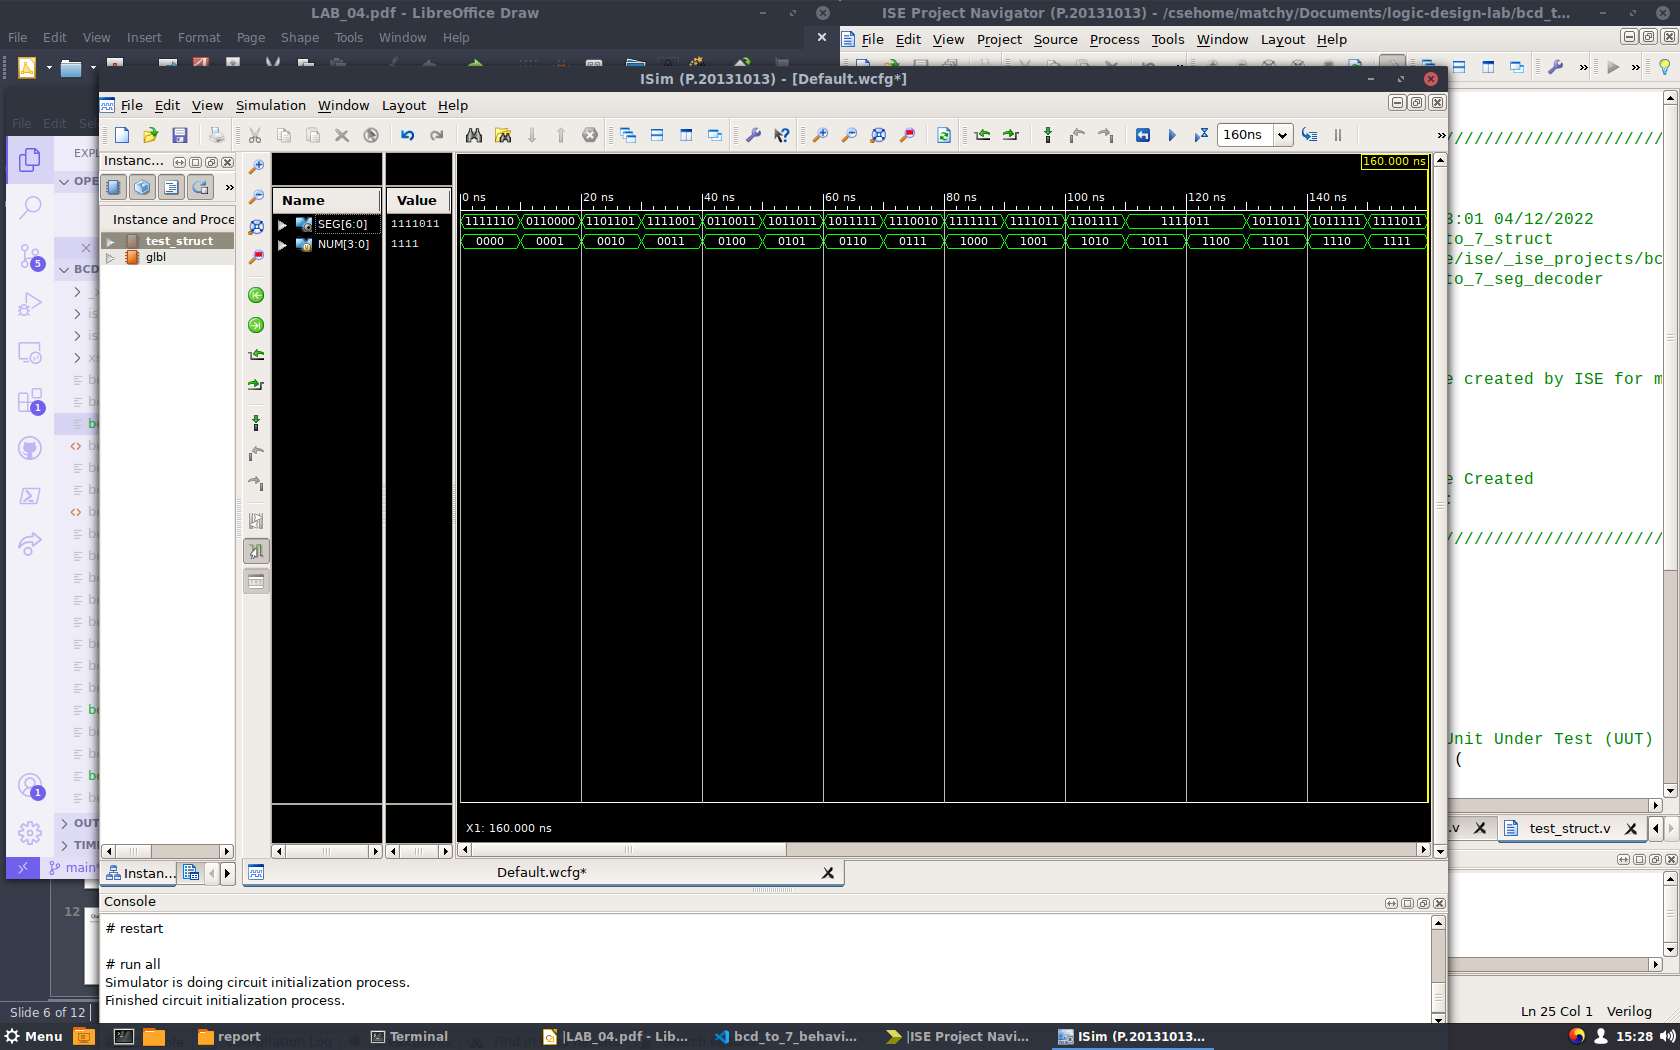 LAB_04.pdf - LibreOffice Draw
ISE Project Navigator (P.20131013) - /csehome/matchy/Documents/logic-design-lab/bcd_t...
File Edit View Insert Format Page Shape Tools Window Help
File Edit View Project Source Process Tools Window Layout Help
ISim (P.20131013) - [Default.wcfg*]
File Edit View Simulation Window Layout Help
File Edit Sel
160ns
EXPL
OPE
BCD
5
1
1
OUT
TIM
main
Instanc...
Instance and Proce
test_struct
glbl
Instan...
Name Value
SEG[6:0] 1111011
NUM[3:0] 1111
160.000 ns
0 ns 20 ns 40 ns 60 ns 80 ns 100 ns 120 ns 140 ns
1111110 0110000 1101101 1111001 0110011 1011011 1011111 1110010 1111111 1111011 1101111 1111011 1011011 1011111 1111011
0000 0001 0010 0011 0100 0101 0110 0111 1000 1001 1010 1011 1100 1101 1110 1111
X1: 160.000 ns
Default.wcfg*
Console
# restart
# run all
Simulator is doing circuit initialization process.
Finished circuit initialization process.
//////////////////////
3:01 04/12/2022
to_7_struct
e/ise/_ise_projects/bc
to_7_seg_decoder
e created by ISE for m
e Created
:
//////////////////////
Unit Under Test (UUT)
(
.v test_struct.v
12
Slide 6 of 12
Ln 25 Col 1 Verilog
Menu report Terminal LAB_04.pdf - Lib... bcd_to_7_behavi... ISE Project Navi... ISim (P.20131013...
15:28